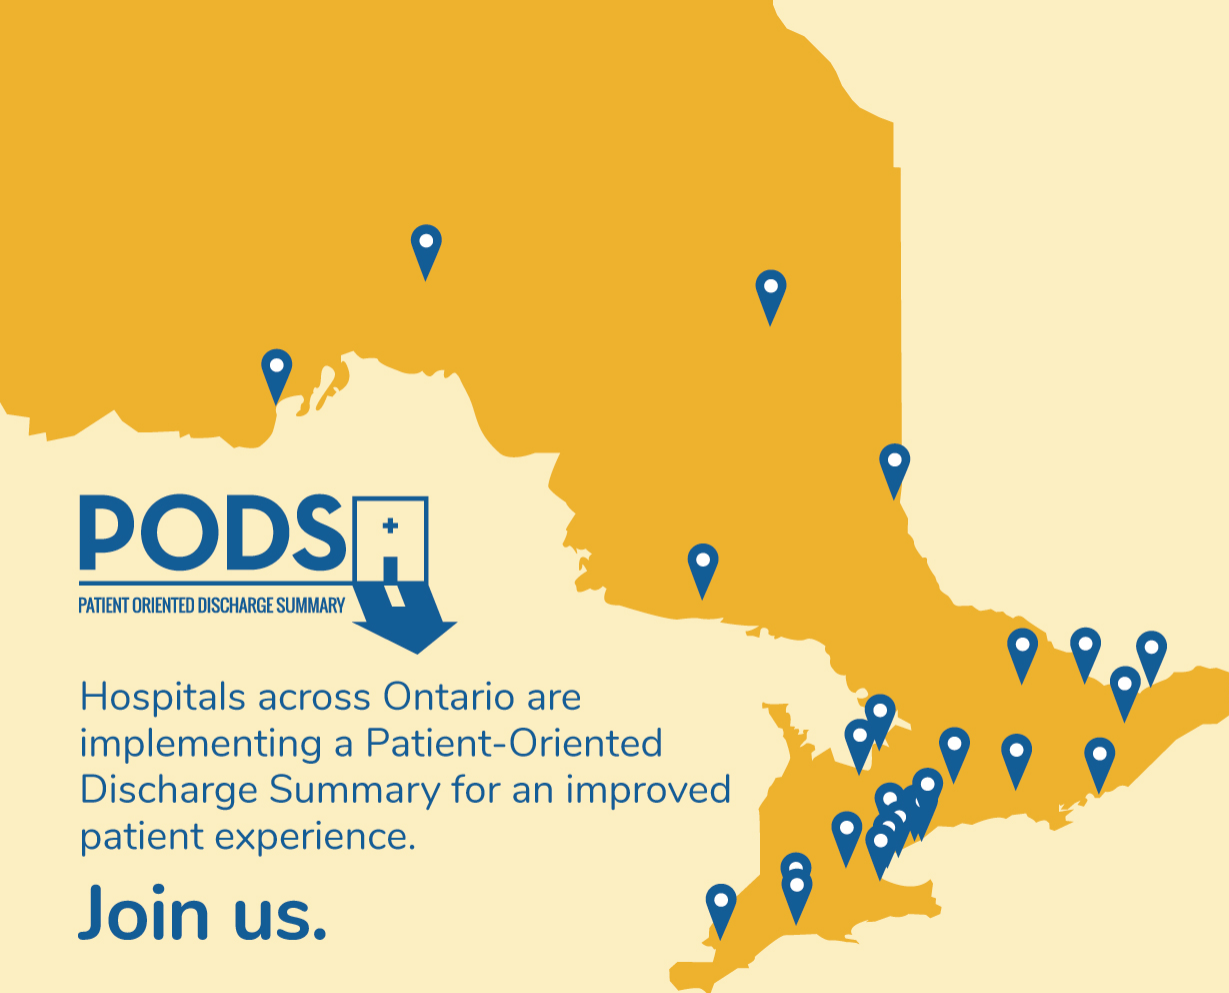 PODS
PATIENT ORIENTED DISCHARGE SUMMARY
Hospitals across Ontario are
implementing a Patient-Oriented
Discharge Summary for an improved
patient experience.
Join us.